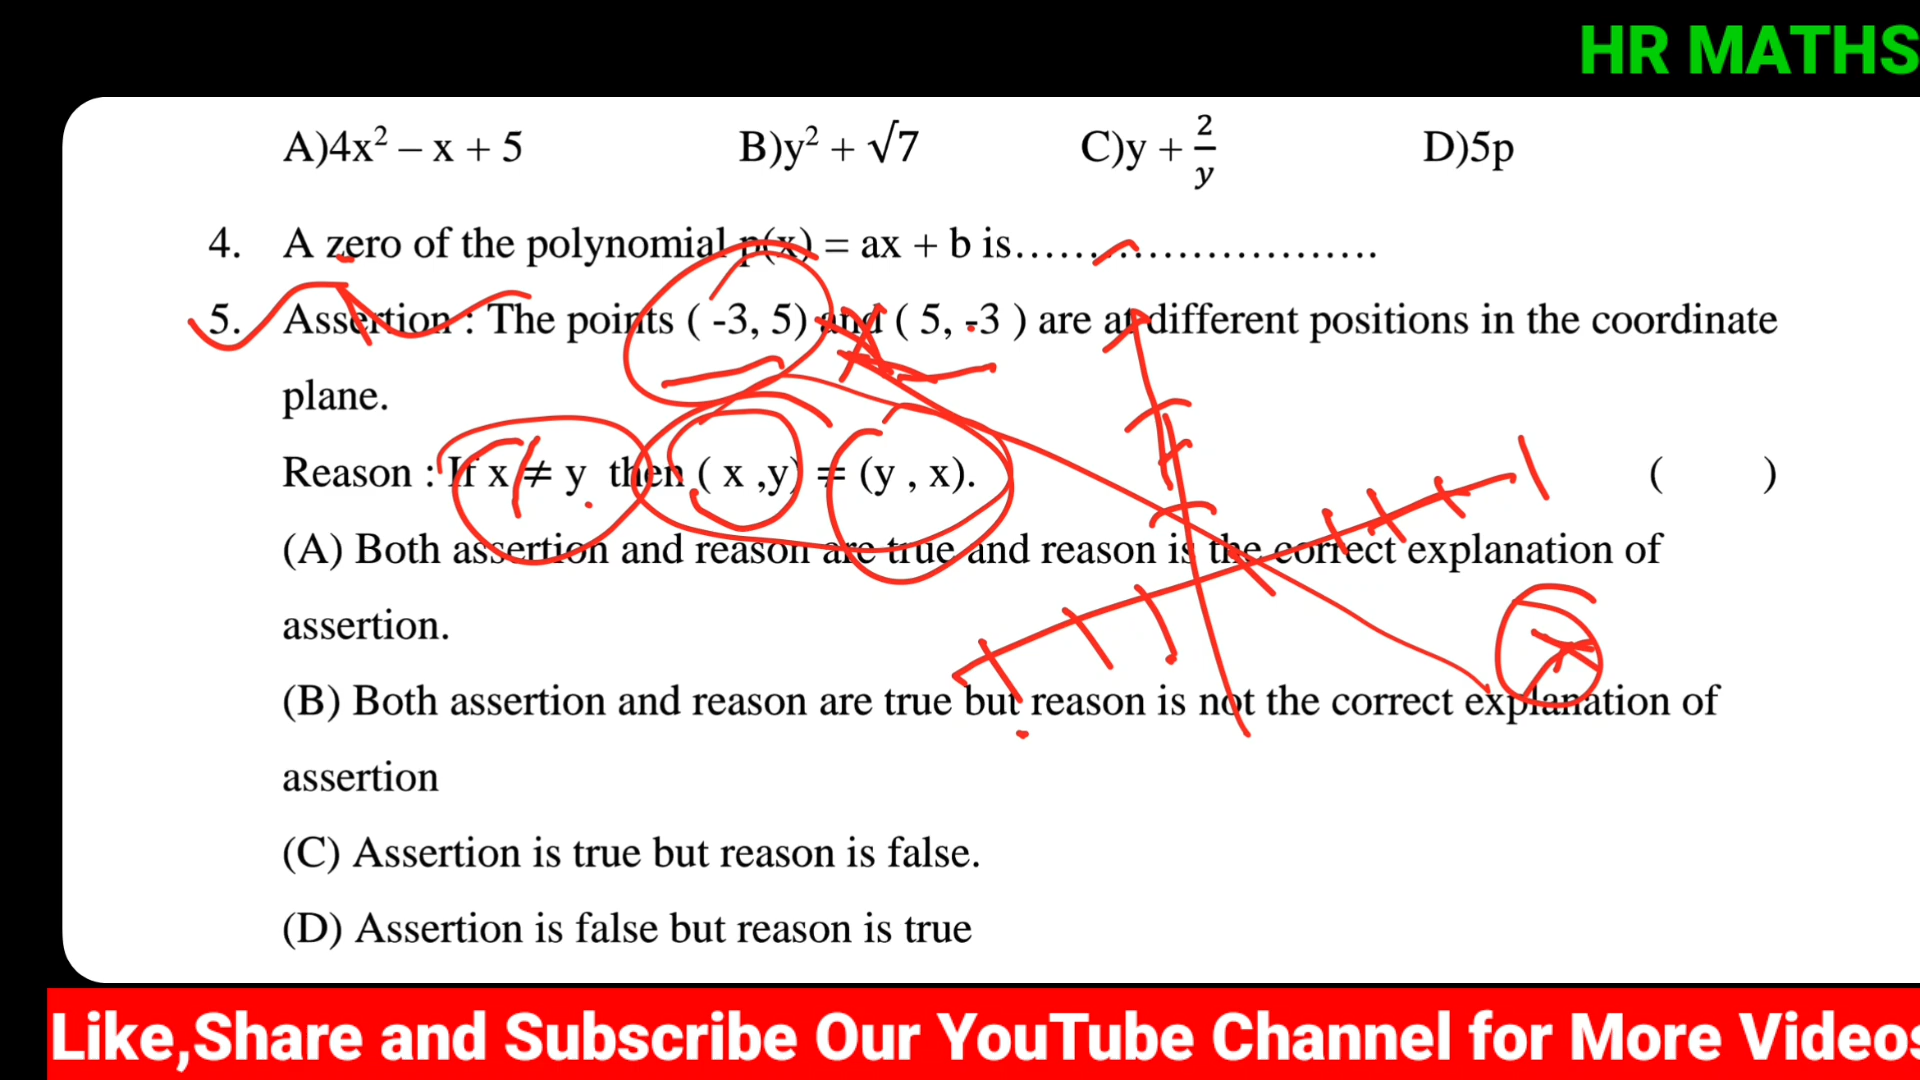 HR MATHS
A)4x² – x + 5 B)y² + √7 C)y + 2/y D)5p
4. A zero of the polynomial p(x) = ax + b is……………………….
5. Assertion : The points ( -3, 5) and ( 5, -3 ) are at different positions in the coordinate
plane.
Reason : If x ≠ y then ( x ,y) ≠ (y , x). ( )
(A) Both assertion and reason are true and reason is the correct explanation of
assertion.
(B) Both assertion and reason are true but reason is not the correct explanation of
assertion
(C) Assertion is true but reason is false.
(D) Assertion is false but reason is true
Like,Share and Subscribe Our YouTube Channel for More Videos